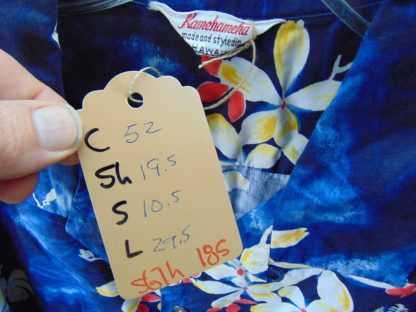 Kamehameha
made and styled in
HAWAII
C 52
Sh 19.5
S 10.5
L 29.5
185